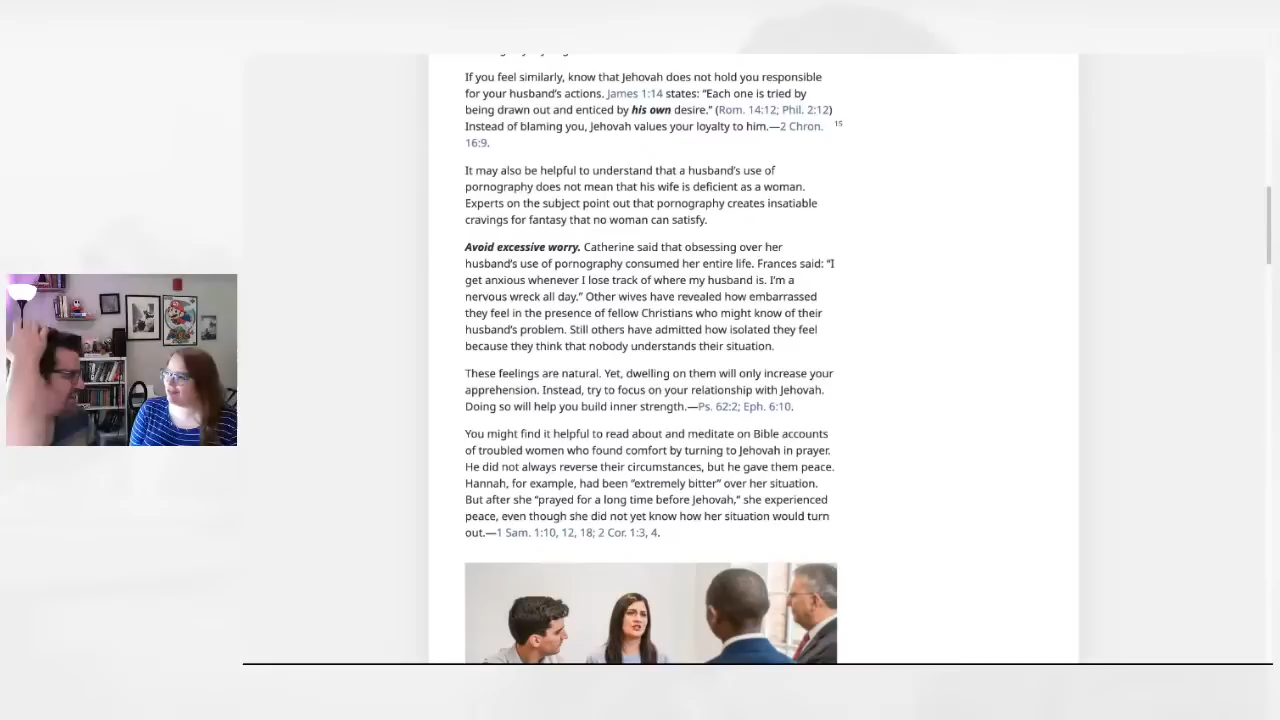 If you feel similarly, know that Jehovah does not hold you responsible
for your husband's actions. James 1:14 states: “Each one is tried by
being drawn out and enticed by his own desire.” (Rom. 14:12; Phil. 2:12)
Instead of blaming you, Jehovah values your loyalty to him.—2 Chron. 15
16:9.
It may also be helpful to understand that a husband's use of
pornography does not mean that his wife is deficient as a woman.
Experts on the subject point out that pornography creates insatiable
cravings for fantasy that no woman can satisfy.
Avoid excessive worry. Catherine said that obsessing over her
husband's use of pornography consumed her entire life. Frances said: “I
get anxious whenever I lose track of where my husband is. I'm a
nervous wreck all day.” Other wives have revealed how embarrassed
they feel in the presence of fellow Christians who might know of their
husband's problem. Still others have admitted how isolated they feel
because they think that nobody understands their situation.
These feelings are natural. Yet, dwelling on them will only increase your
apprehension. Instead, try to focus on your relationship with Jehovah.
Doing so will help you build inner strength.—Ps. 62:2; Eph. 6:10.
You might find it helpful to read about and meditate on Bible accounts
of troubled women who found comfort by turning to Jehovah in prayer.
He did not always reverse their circumstances, but he gave them peace.
Hannah, for example, had been “extremely bitter” over her situation.
But after she “prayed for a long time before Jehovah,” she experienced
peace, even though she did not yet know how her situation would turn
out.—1 Sam. 1:10, 12, 18; 2 Cor. 1:3, 4.